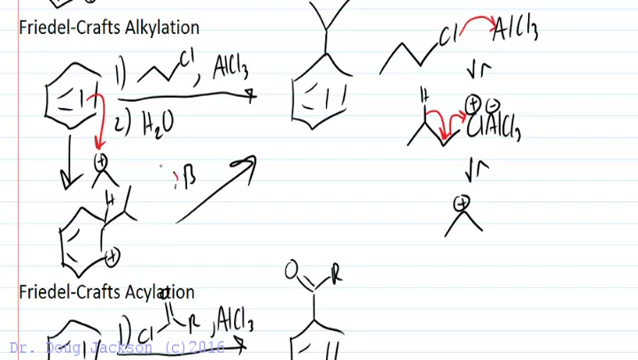 Friedel-Crafts Alkylation
1) Cl, AlCl3
2) H2O
Cl AlCl3
H
⊕ ⊖
ClAlCl3
⊕
H
:B
⊕
⊕
Friedel-Crafts Acylation
O
1) Cl R, AlCl3
O R
Dr. Doug Jackson (c)2016